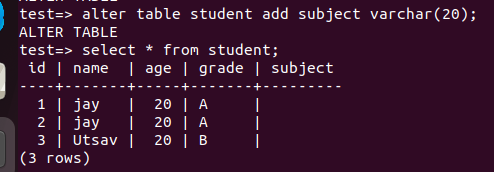 test=> alter table student add subject varchar(20);
ALTER TABLE
test=> select * from student;
 id | name  | age | grade | subject
----+-------+-----+-------+---------
  1 | jay   |  20 | A     |
  2 | jay   |  20 | A     |
  3 | Utsav |  20 | B     |
(3 rows)